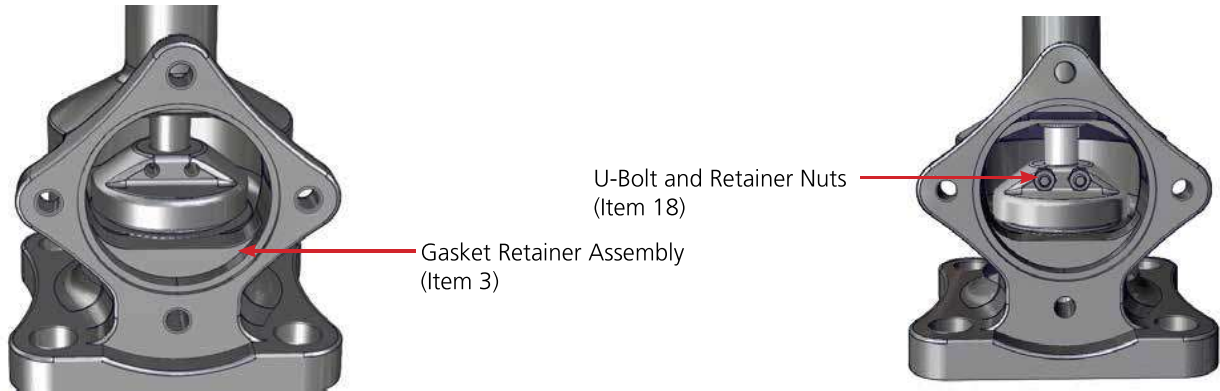 U-Bolt and Retainer Nuts
(Item 18)
Gasket Retainer Assembly
(Item 3)